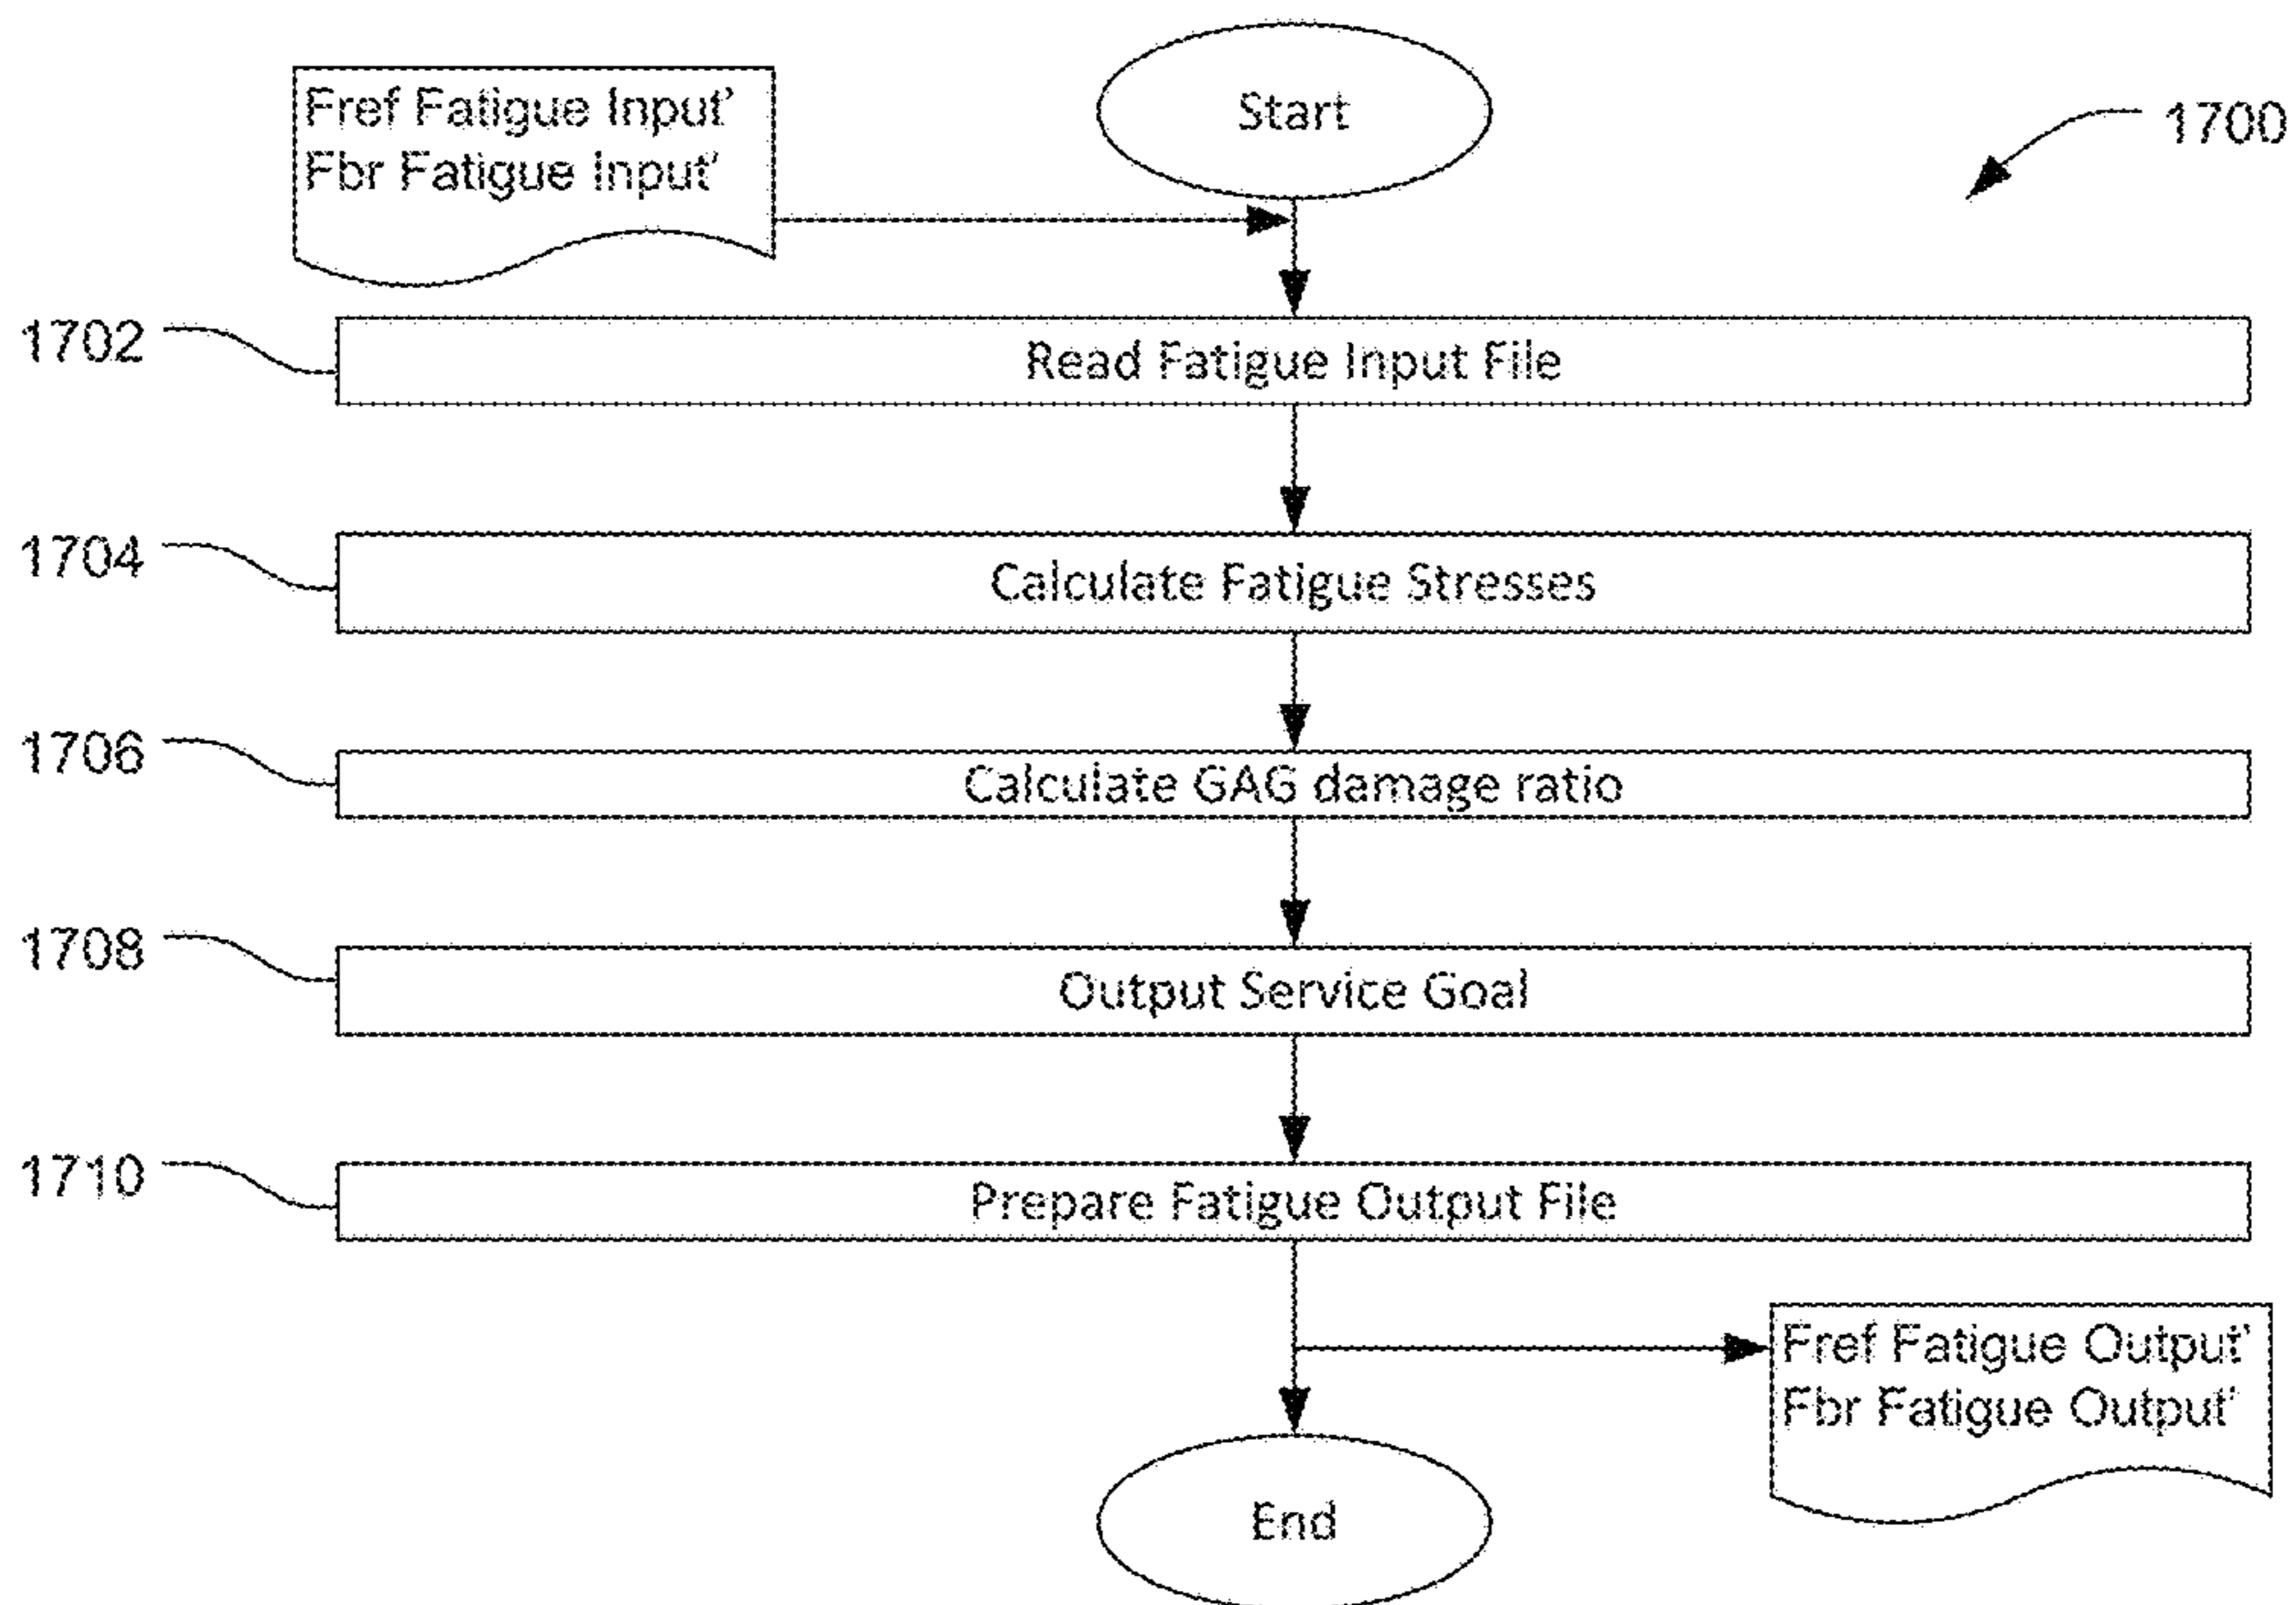 Start
Fref Fatigue Input'
Fbr Fatigue Input'
1700
1702
Read Fatigue Input File
1704
Calculate Fatigue Stresses
1706
Calculate GAG damage ratio
1708
Output Service Goal
1710
Prepare Fatigue Output File
Fref Fatigue Output'
Fbr Fatigue Output'
End